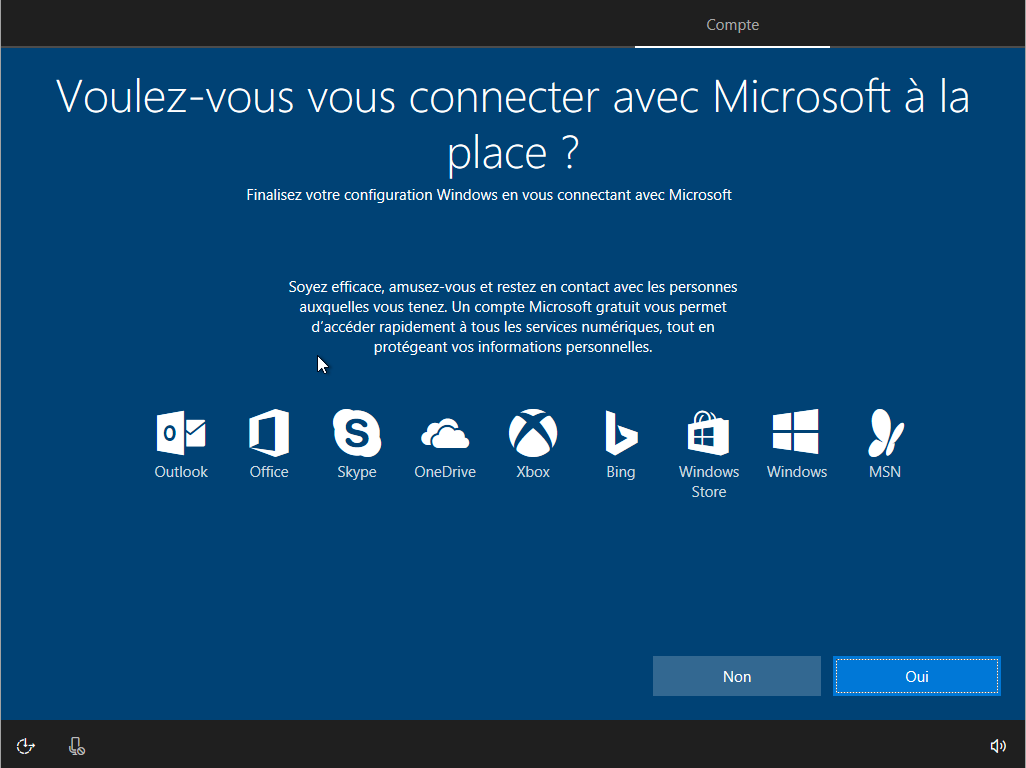 Compte
Voulez-vous vous connecter avec Microsoft à la
place ?
Finalisez votre configuration Windows en vous connectant avec Microsoft
Soyez efficace, amusez-vous et restez en contact avec les personnes
auxquelles vous tenez. Un compte Microsoft gratuit vous permet
d’accéder rapidement à tous les services numériques, tout en
protégeant vos informations personnelles.
Outlook Office Skype OneDrive Xbox Bing Windows Windows MSN
Store
Non Oui